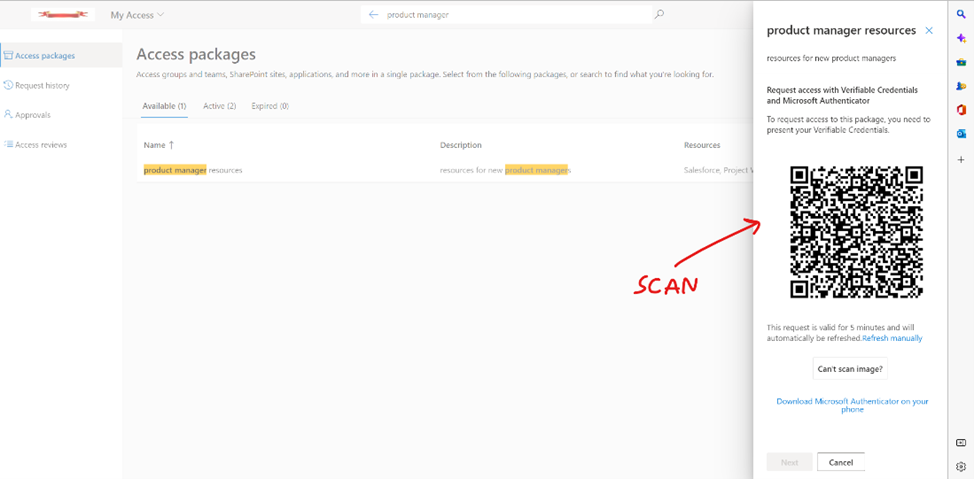 My Access
product manager
product manager resources
resources for new product managers
Request access with Verifiable Credentials
and Microsoft Authenticator
To request access to this package, you need to
present your Verifiable Credentials.
This request is valid for 5 minutes and will
automatically be refreshed.Refresh manually
Can't scan image?
Download Microsoft Authenticator on your
phone
Next
Cancel
Access packages
Request history
Approvals
Access reviews
Access packages
Access groups and teams, SharePoint sites, applications, and more in a single package. Select from the following packages, or search to find what you're looking for.
Available (1) Active (2) Expired (0)
Name ↑ Description Resources
product manager resources resources for new product managers Salesforce, Project
SCAN